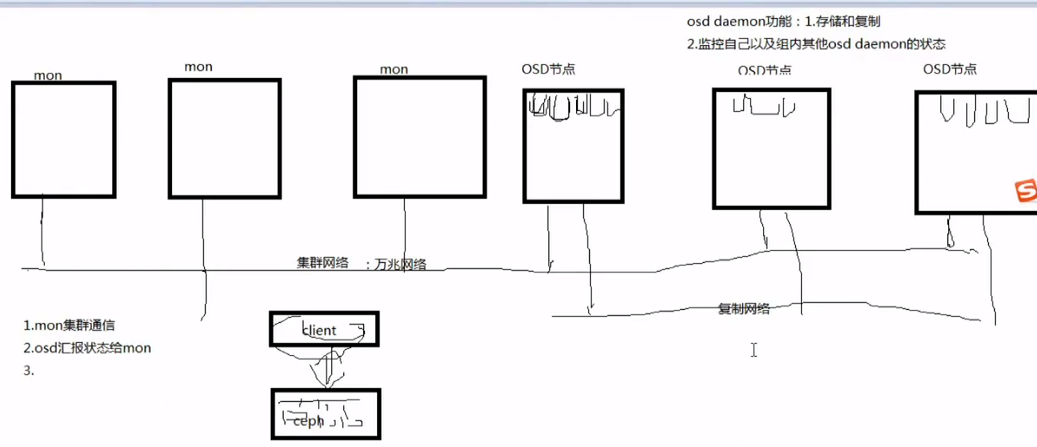 osd daemon功能：1.存储和复制
2.监控自己以及组内其他osd daemon的状态
mon
mon
mon
OSD节点
OSD节点
OSD节点
集群网络 ：万兆网络
复制网络
1.mon集群通信
2.osd汇报状态给mon
3.
client
ceph